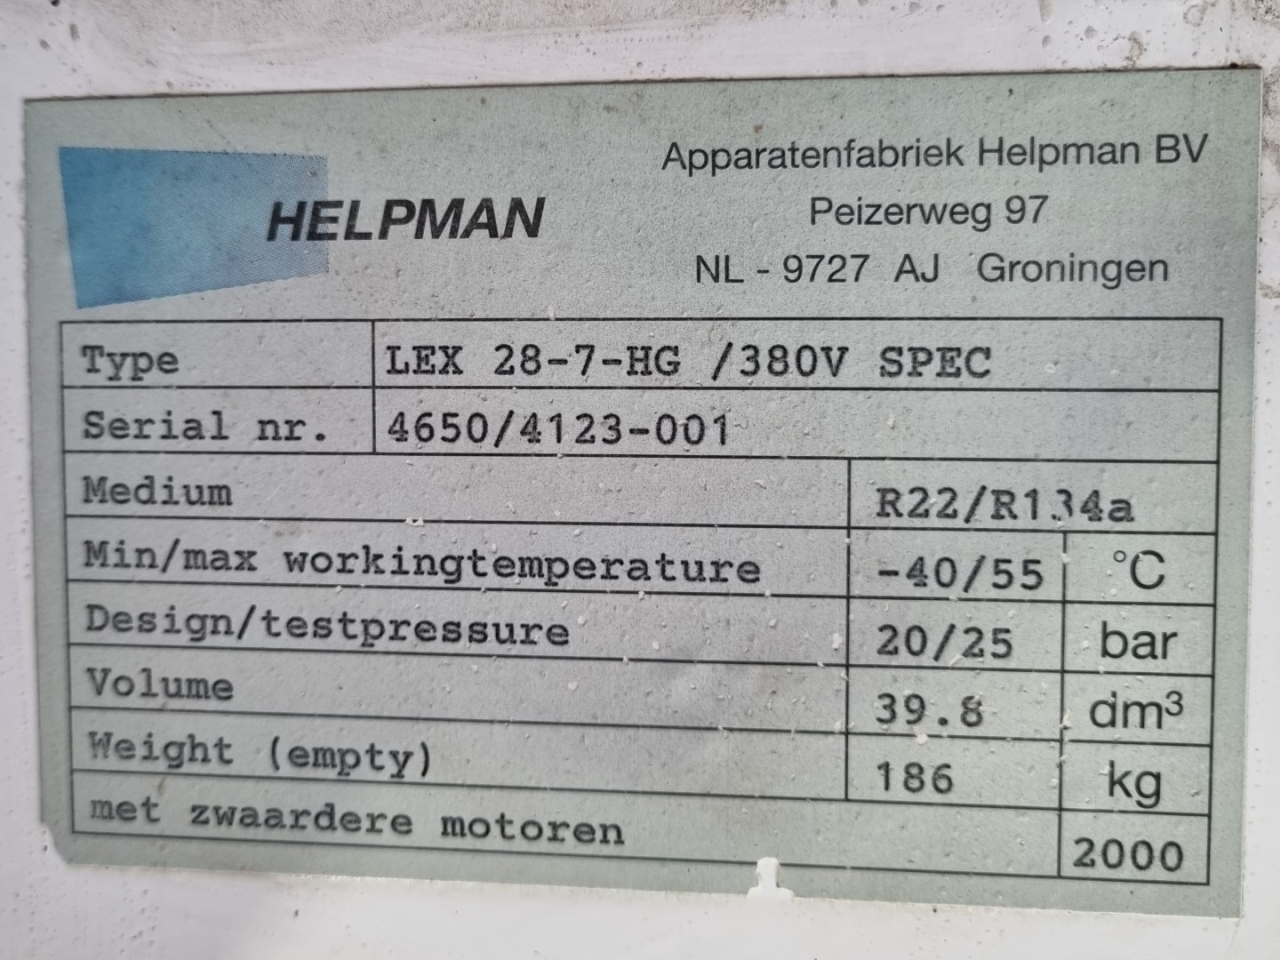 HELPMAN
Apparatenfabriek Helpman BV
Peizerweg 97
NL - 9727 AJ Groningen
Type LEX 28-7-HG /380V SPEC
Serial nr. 4650/4123-001
Medium R22/R134a
Min/max workingtemperature -40/55 °C
Design/testpressure 20/25 bar
Volume 39.8 dm³
Weight (empty) 186 kg
met zwaardere motoren 2000